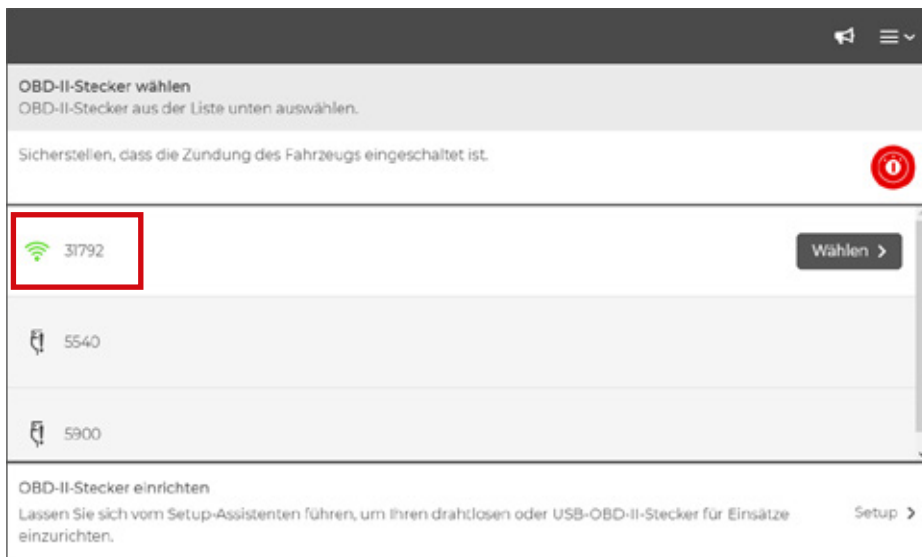 OBD-II-Stecker wählen
OBD-II-Stecker aus der Liste unten auswählen.
Sicherstellen, dass die Zündung des Fahrzeugs eingeschaltet ist.
31792
Wählen
5540
5900
OBD-II-Stecker einrichten
Lassen Sie sich vom Setup-Assistenten führen, um Ihren drahtlosen oder USB-OBD-II-Stecker für Einsätze
einzurichten.
Setup